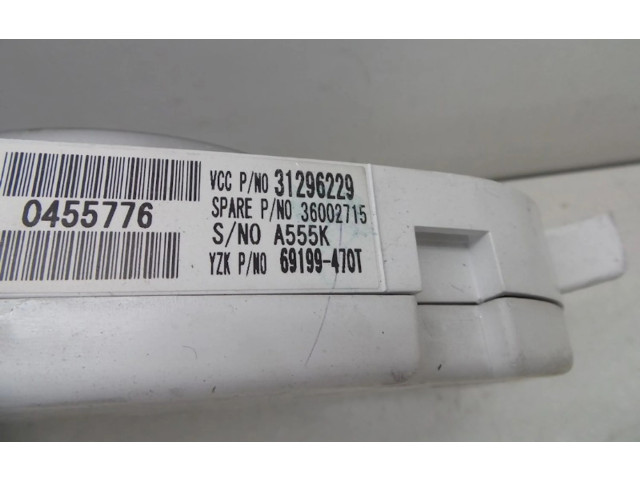 0455776
VCC P/NO 31296229
SPARE P/NO 36002715
S/NO A555K
YZK P/NO 69199-470T